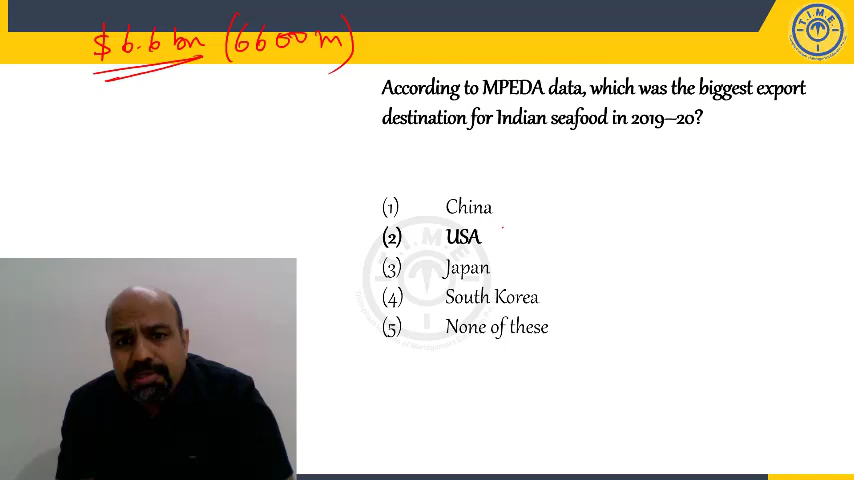 $ 6.6 bn (6600 m)
T.I.M.E.
According to MPEDA data, which was the biggest export
destination for Indian seafood in 2019–20?
(1) China
(2) USA
(3) Japan
(4) South Korea
(5) None of these
T.I.M.E.